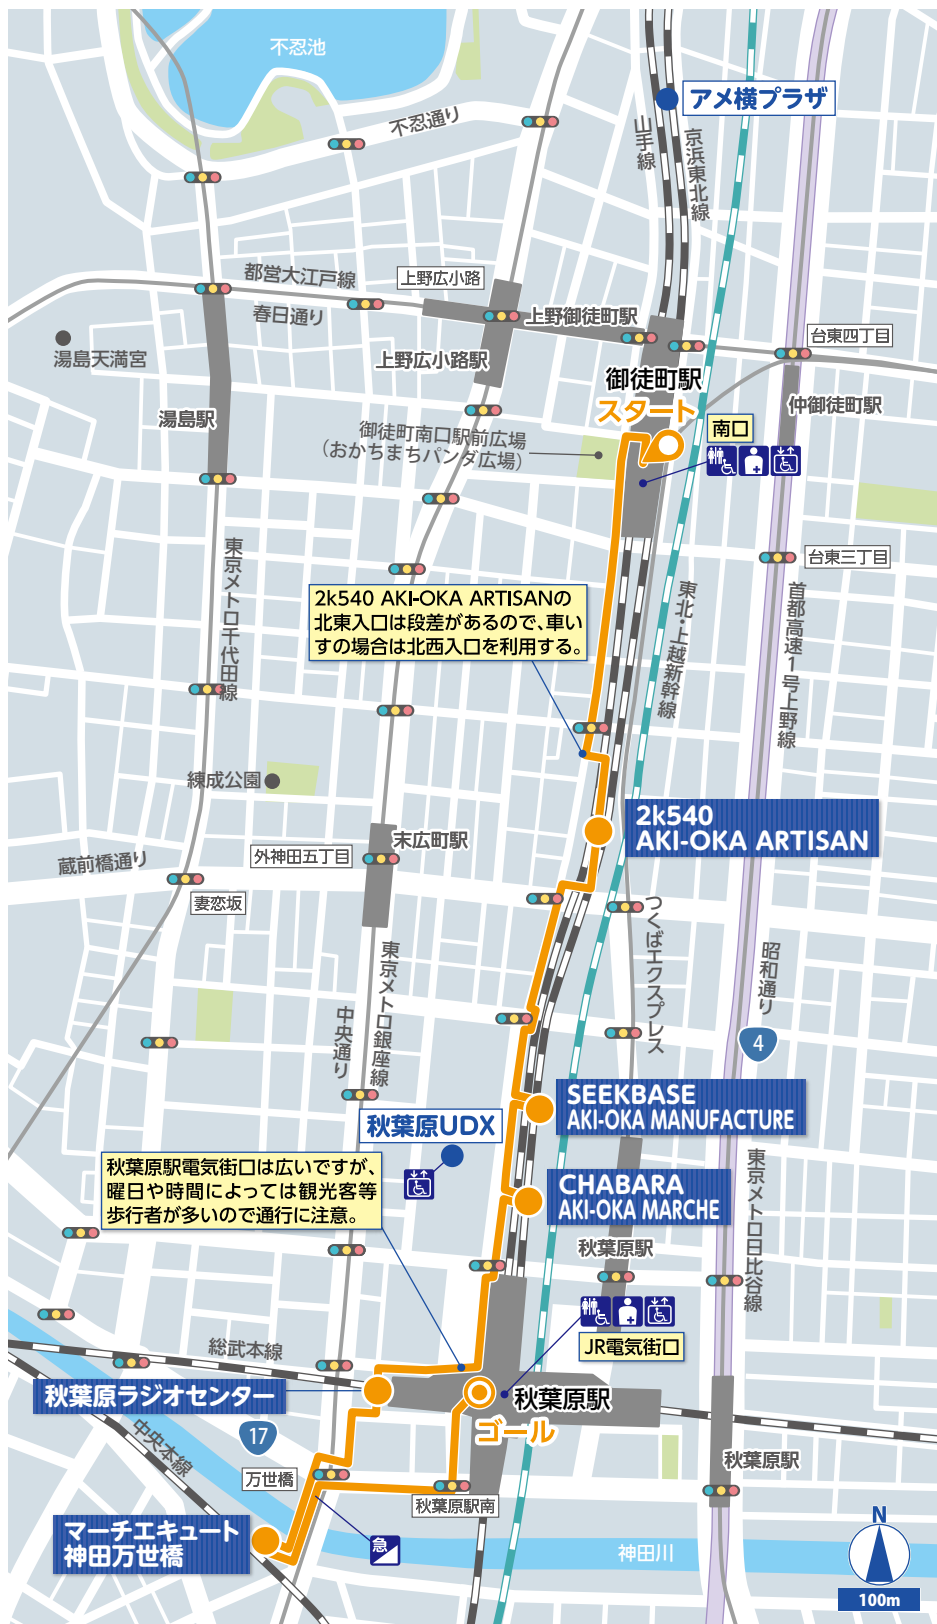 不忍池
アメ横プラザ
不忍通り
山手線
京浜東北線
都営大江戸線
上野広小路
春日通り
上野御徒町駅
台東四丁目
湯島天満宮
上野広小路駅
御徒町駅
スタート
仲御徒町駅
湯島駅
御徒町南口駅前広場
（おかちまちパンダ広場）
南口
東京メトロ千代田線
台東三丁目
2k540 AKI-OKA ARTISANの
北東入口は段差があるので、車い
すの場合は北西入口を利用する。
東北・上越新幹線
首都高速1号上野線
練成公園
2k540
AKI-OKA ARTISAN
末広町駅
外神田五丁目
蔵前橋通り
妻恋坂
つくばエクスプレス
昭和通り
東京メトロ銀座線
中央通り
4
SEEKBASE
AKI-OKA MANUFACTURE
秋葉原UDX
秋葉原駅電気街口は広いですが、
曜日や時間によっては観光客等
歩行者が多いので通行に注意。
CHABARA
AKI-OKA MARCHE
東京メトロ日比谷線
秋葉原駅
JR電気街口
総武本線
秋葉原ラジオセンター
秋葉原駅
ゴール
17
中央本線
万世橋
秋葉原駅
秋葉原駅南
マーチエキュート
神田万世橋
急
神田川
N
100m